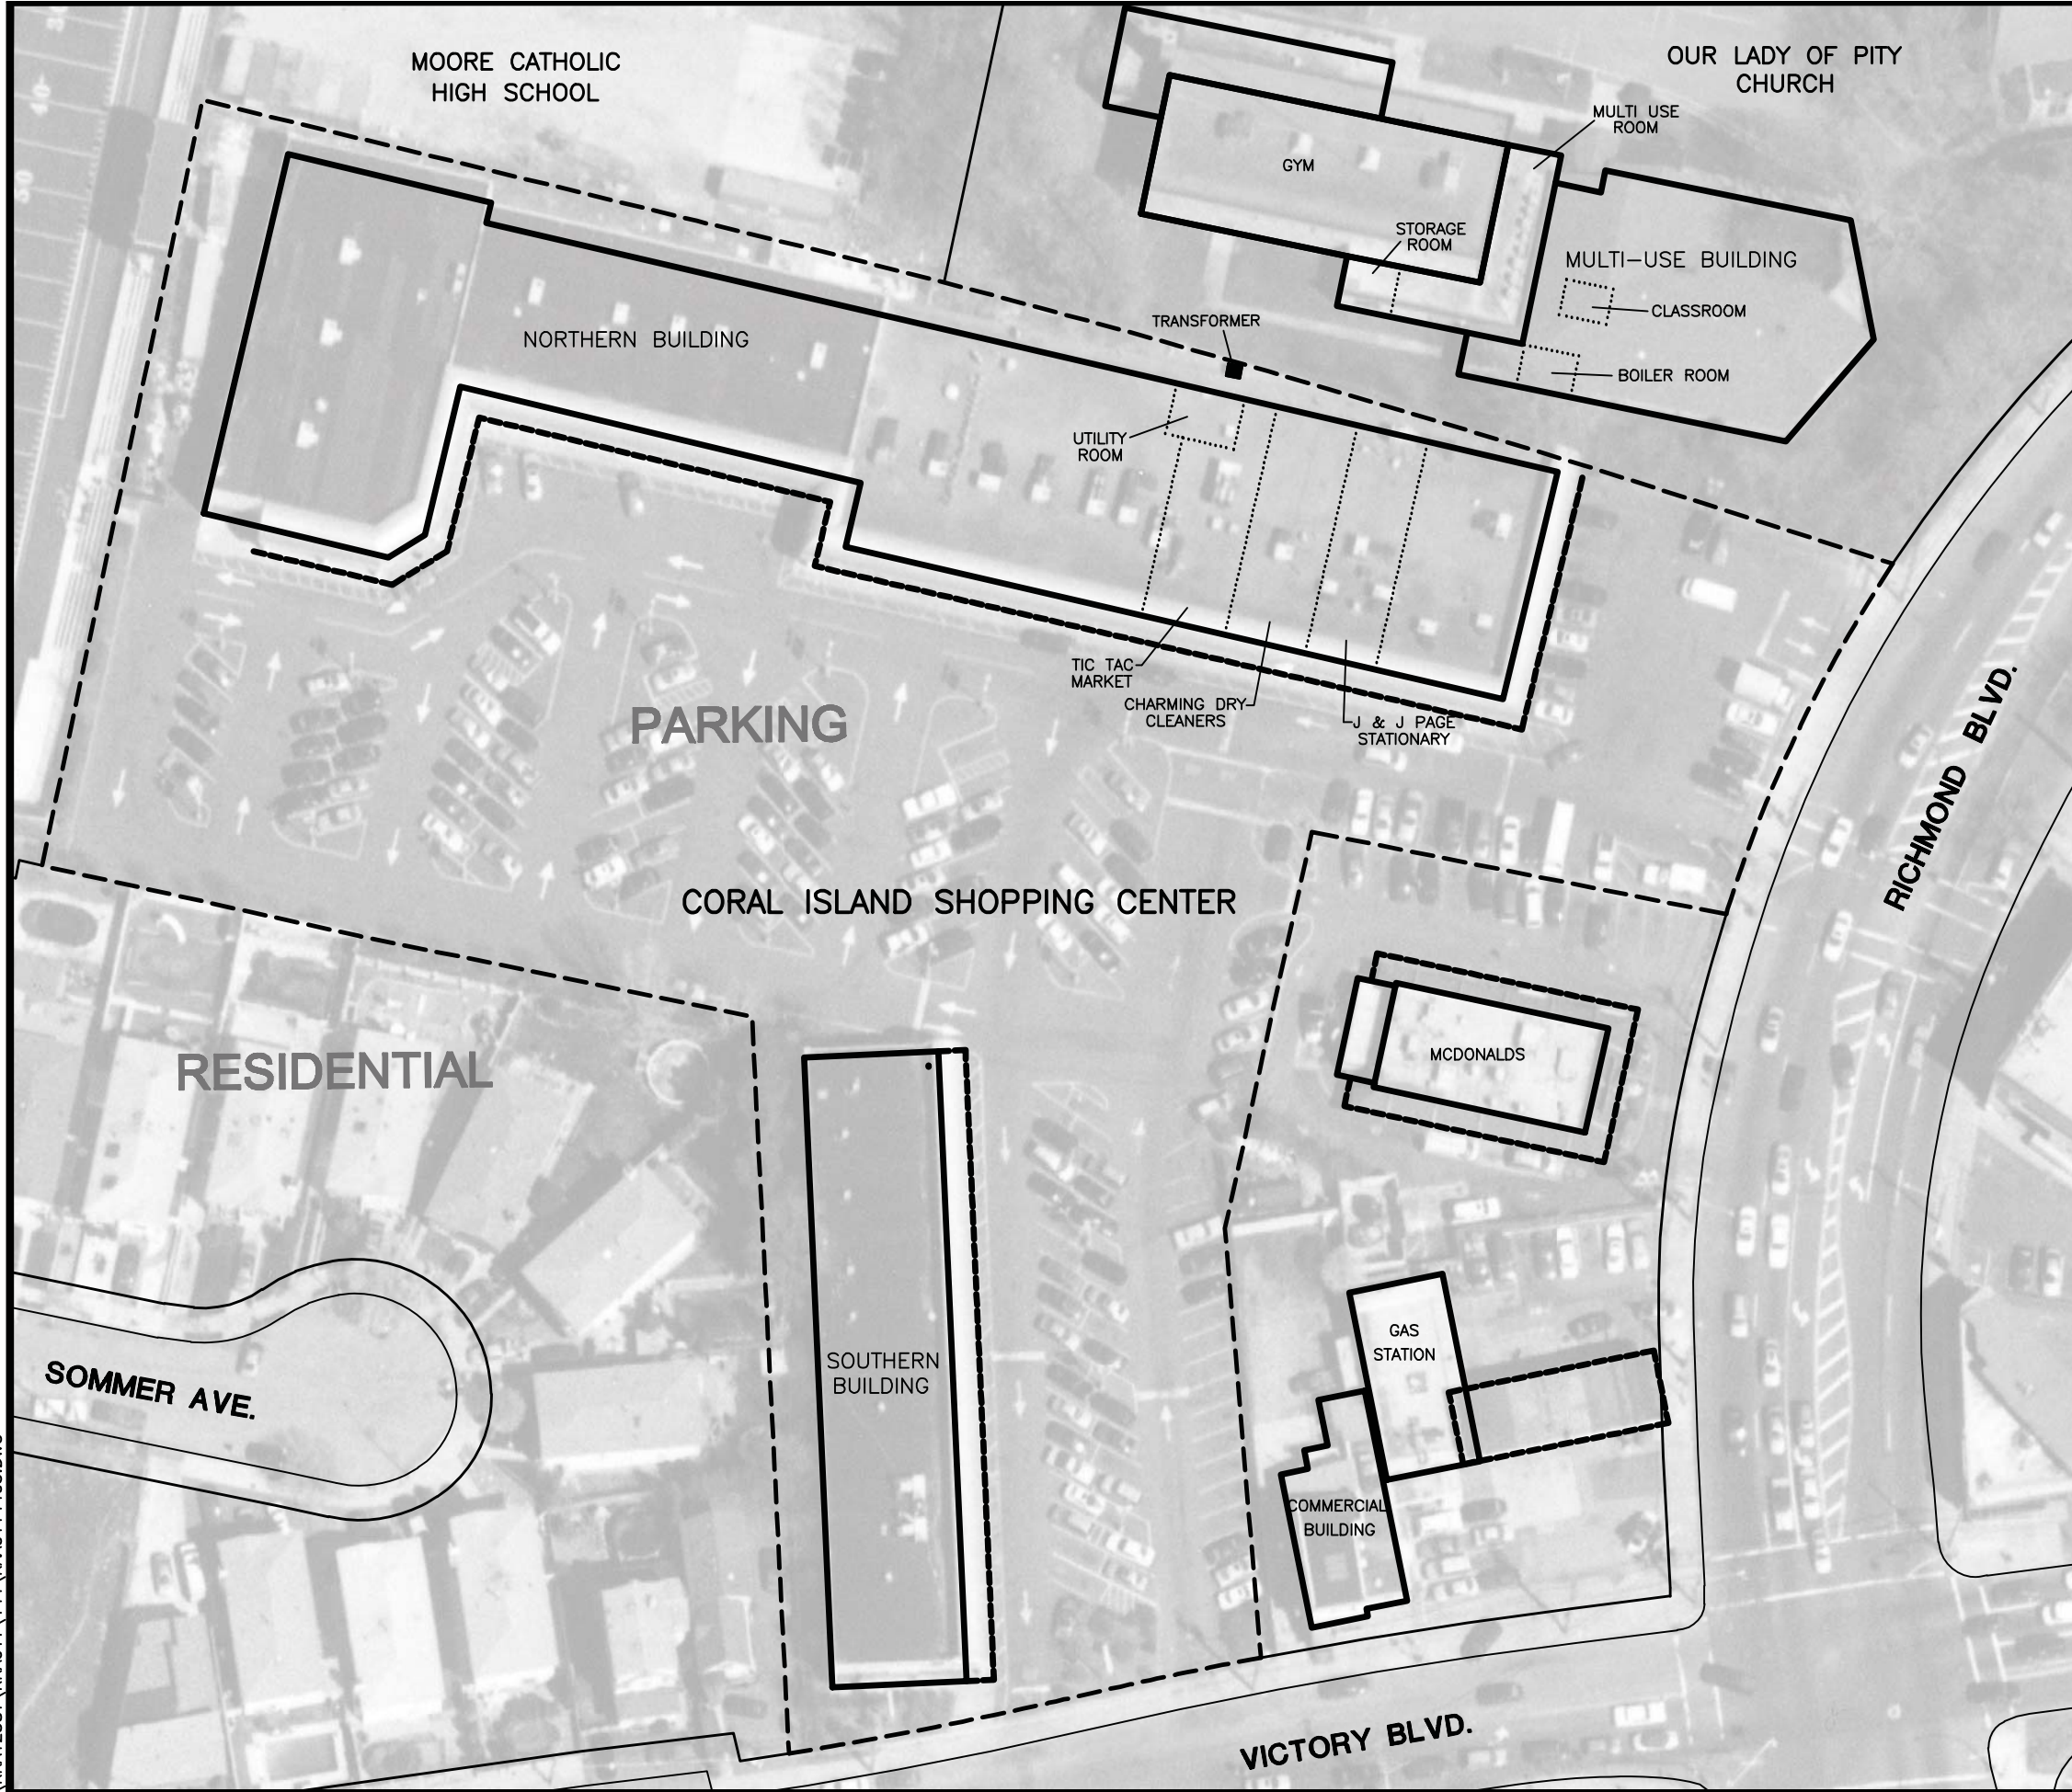 MOORE CATHOLIC
HIGH SCHOOL
OUR LADY OF PITY
CHURCH
MULTI USE
ROOM
GYM
STORAGE
ROOM
MULTI-USE BUILDING
CLASSROOM
BOILER ROOM
TRANSFORMER
NORTHERN BUILDING
UTILITY
ROOM
TIC TAC
MARKET
CHARMING DRY
CLEANERS
J & J PAGE
STATIONARY
PARKING
RICHMOND BLVD.
CORAL ISLAND SHOPPING CENTER
RESIDENTIAL
MCDONALDS
GAS
STATION
SOUTHERN
BUILDING
SOMMER AVE.
COMMERCIAL
BUILDING
VICTORY BLVD.